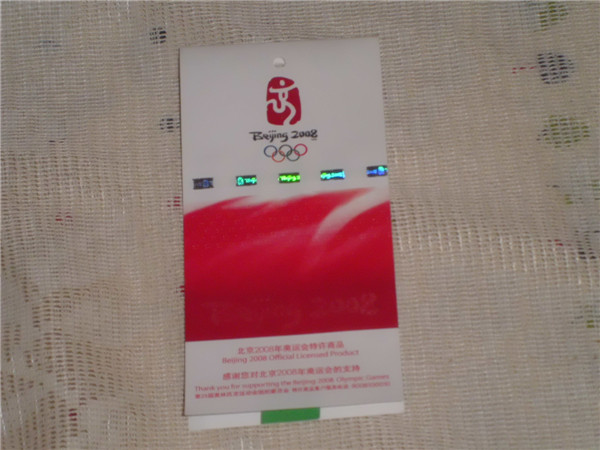 Beijing 2008
Beijing 2008
北京2008年奥运会特许商品
Beijing 2008 Official Licensed Product
感谢您对北京2008年奥运会的支持
Thank you for supporting the Beijing 2008 Olympic Games